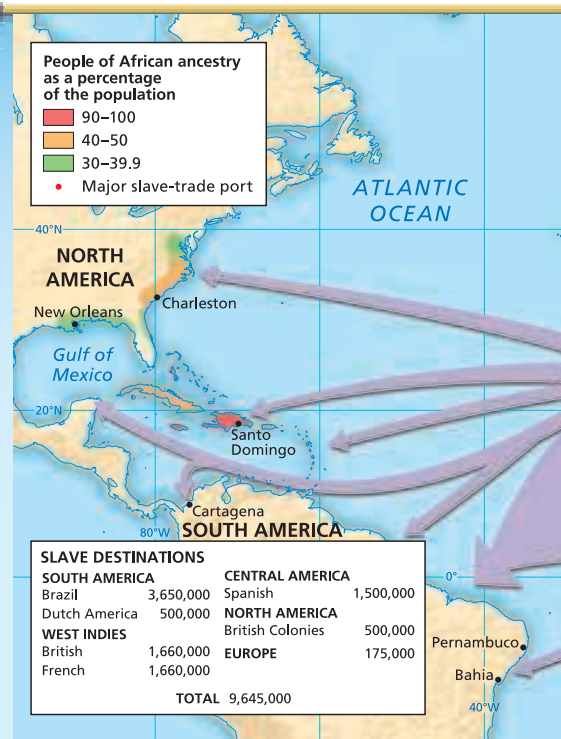 People of African ancestry
as a percentage
of the population
90–100
40–50
30–39.9
Major slave-trade port
ATLANTIC
OCEAN
40°N
NORTH
AMERICA
Charleston
New Orleans
Gulf of
Mexico
20°N
Santo
Domingo
Cartagena
80°W
SOUTH AMERICA
SLAVE DESTINATIONS
SOUTH AMERICA
Brazil 3,650,000
Dutch America 500,000
WEST INDIES
British 1,660,000
French 1,660,000
CENTRAL AMERICA
Spanish 1,500,000
NORTH AMERICA
British Colonies 500,000
EUROPE 175,000
TOTAL 9,645,000
0°
Pernambuco
Bahia
40°W